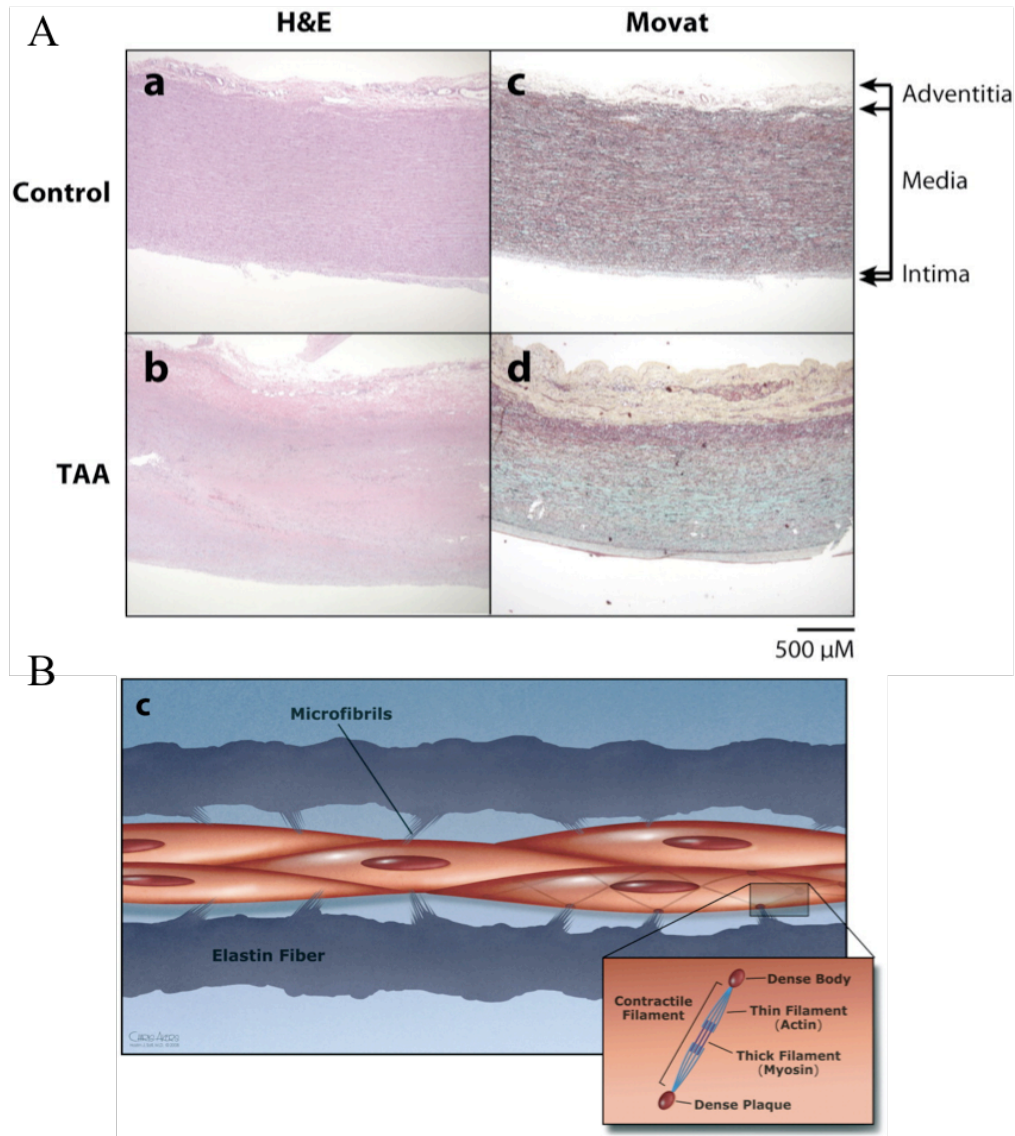 A
H&E
Movat
a
c
Control
Adventitia
Media
Intima
b
d
TAA
500 µM
B
c
Microfibrils
Elastin Fiber
Contractile
Filament
Dense Body
Thin Filament
(Actin)
Thick Filament
(Myosin)
Dense Plaque